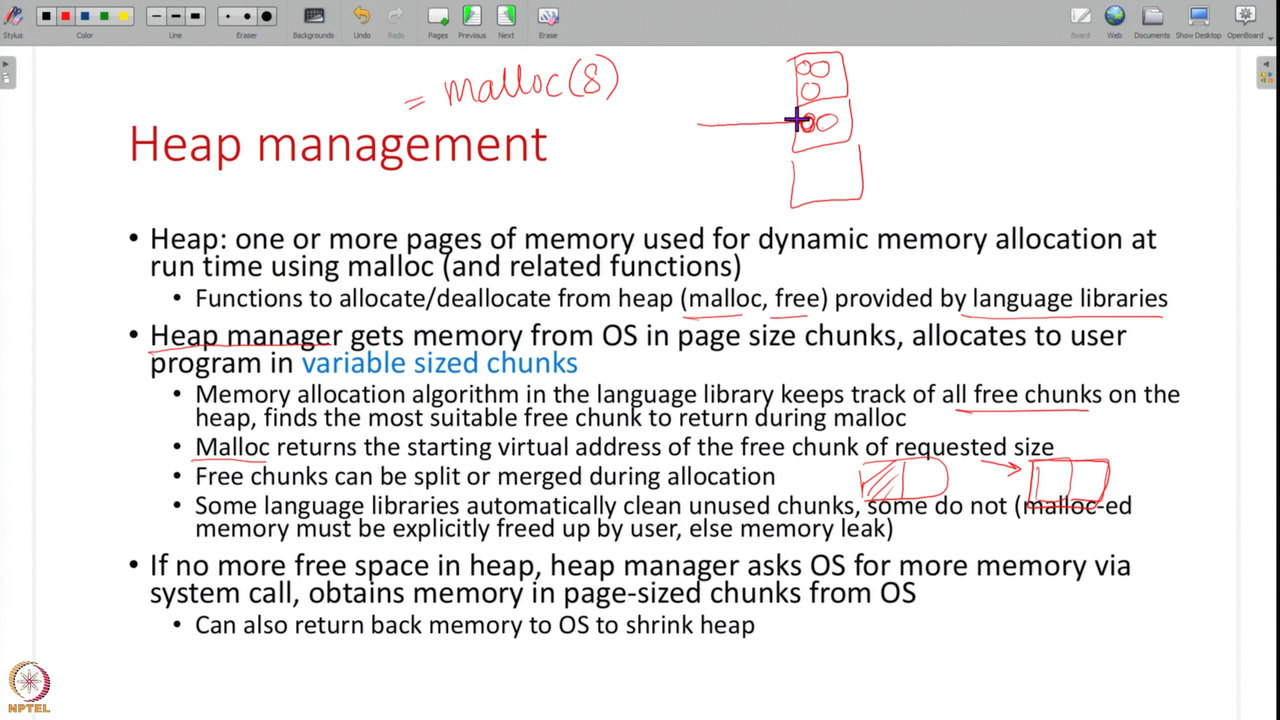 Stylus
Color
Line
Eraser
Backgrounds
Undo
Redo
Pages
Previous
Next
Erase
Board
Web
Documents
Show Desktop
OpenBoard
= malloc(8)
Heap management
• Heap: one or more pages of memory used for dynamic memory allocation at
run time using malloc (and related functions)
• Functions to allocate/deallocate from heap (malloc, free) provided by language libraries
• Heap manager gets memory from OS in page size chunks, allocates to user
program in variable sized chunks
• Memory allocation algorithm in the language library keeps track of all free chunks on the
heap, finds the most suitable free chunk to return during malloc
• Malloc returns the starting virtual address of the free chunk of requested size
• Free chunks can be split or merged during allocation
• Some language libraries automatically clean unused chunks, some do not (malloc-ed
memory must be explicitly freed up by user, else memory leak)
• If no more free space in heap, heap manager asks OS for more memory via
system call, obtains memory in page-sized chunks from OS
• Can also return back memory to OS to shrink heap
NPTEL